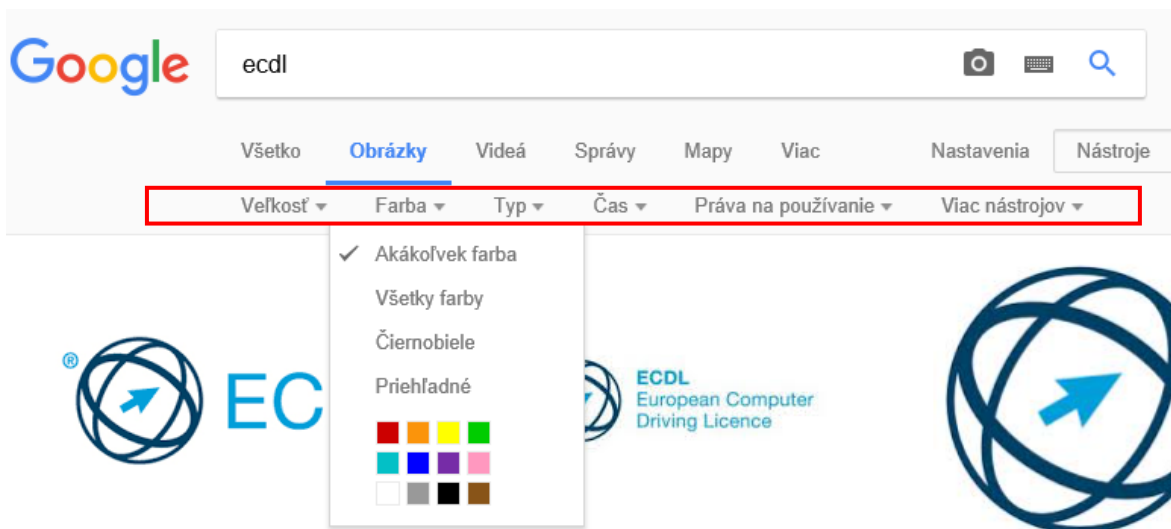 Google ecdl
Všetko Obrázky Videá Správy Mapy Viac Nastavenia Nástroje
Veľkosť Farba Typ Čas Práva na používanie Viac nástrojov
Akákoľvek farba
Všetky farby
Čiernobiele
Priehľadné
® EC
ECDL
European Computer
Driving Licence